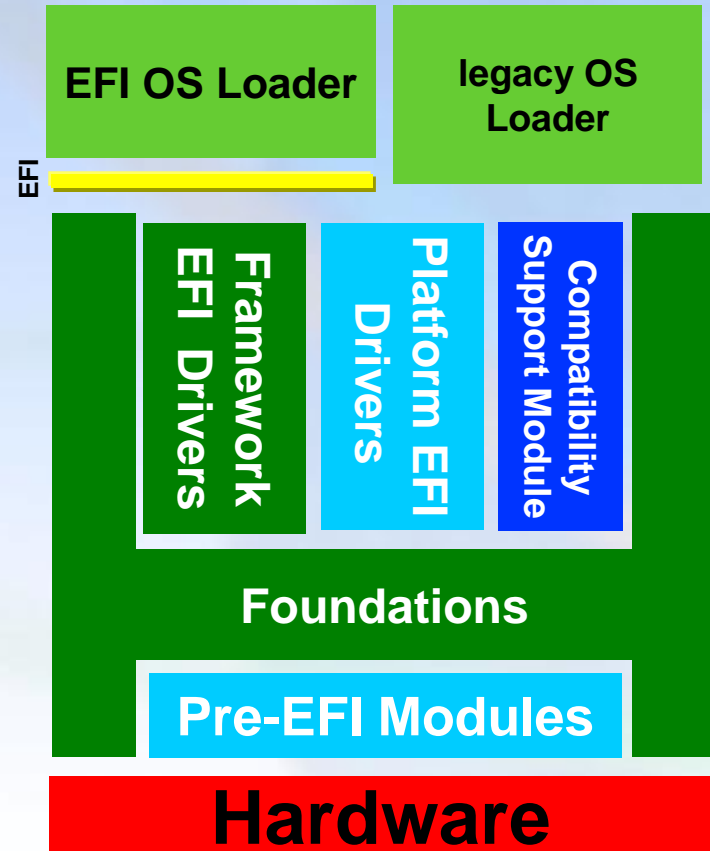 EFI OS Loader
legacy OS
Loader
EFI
Framework
EFI Drivers
Platform EFI
Drivers
Compatibility
Support Module
Foundations
Pre-EFI Modules
Hardware